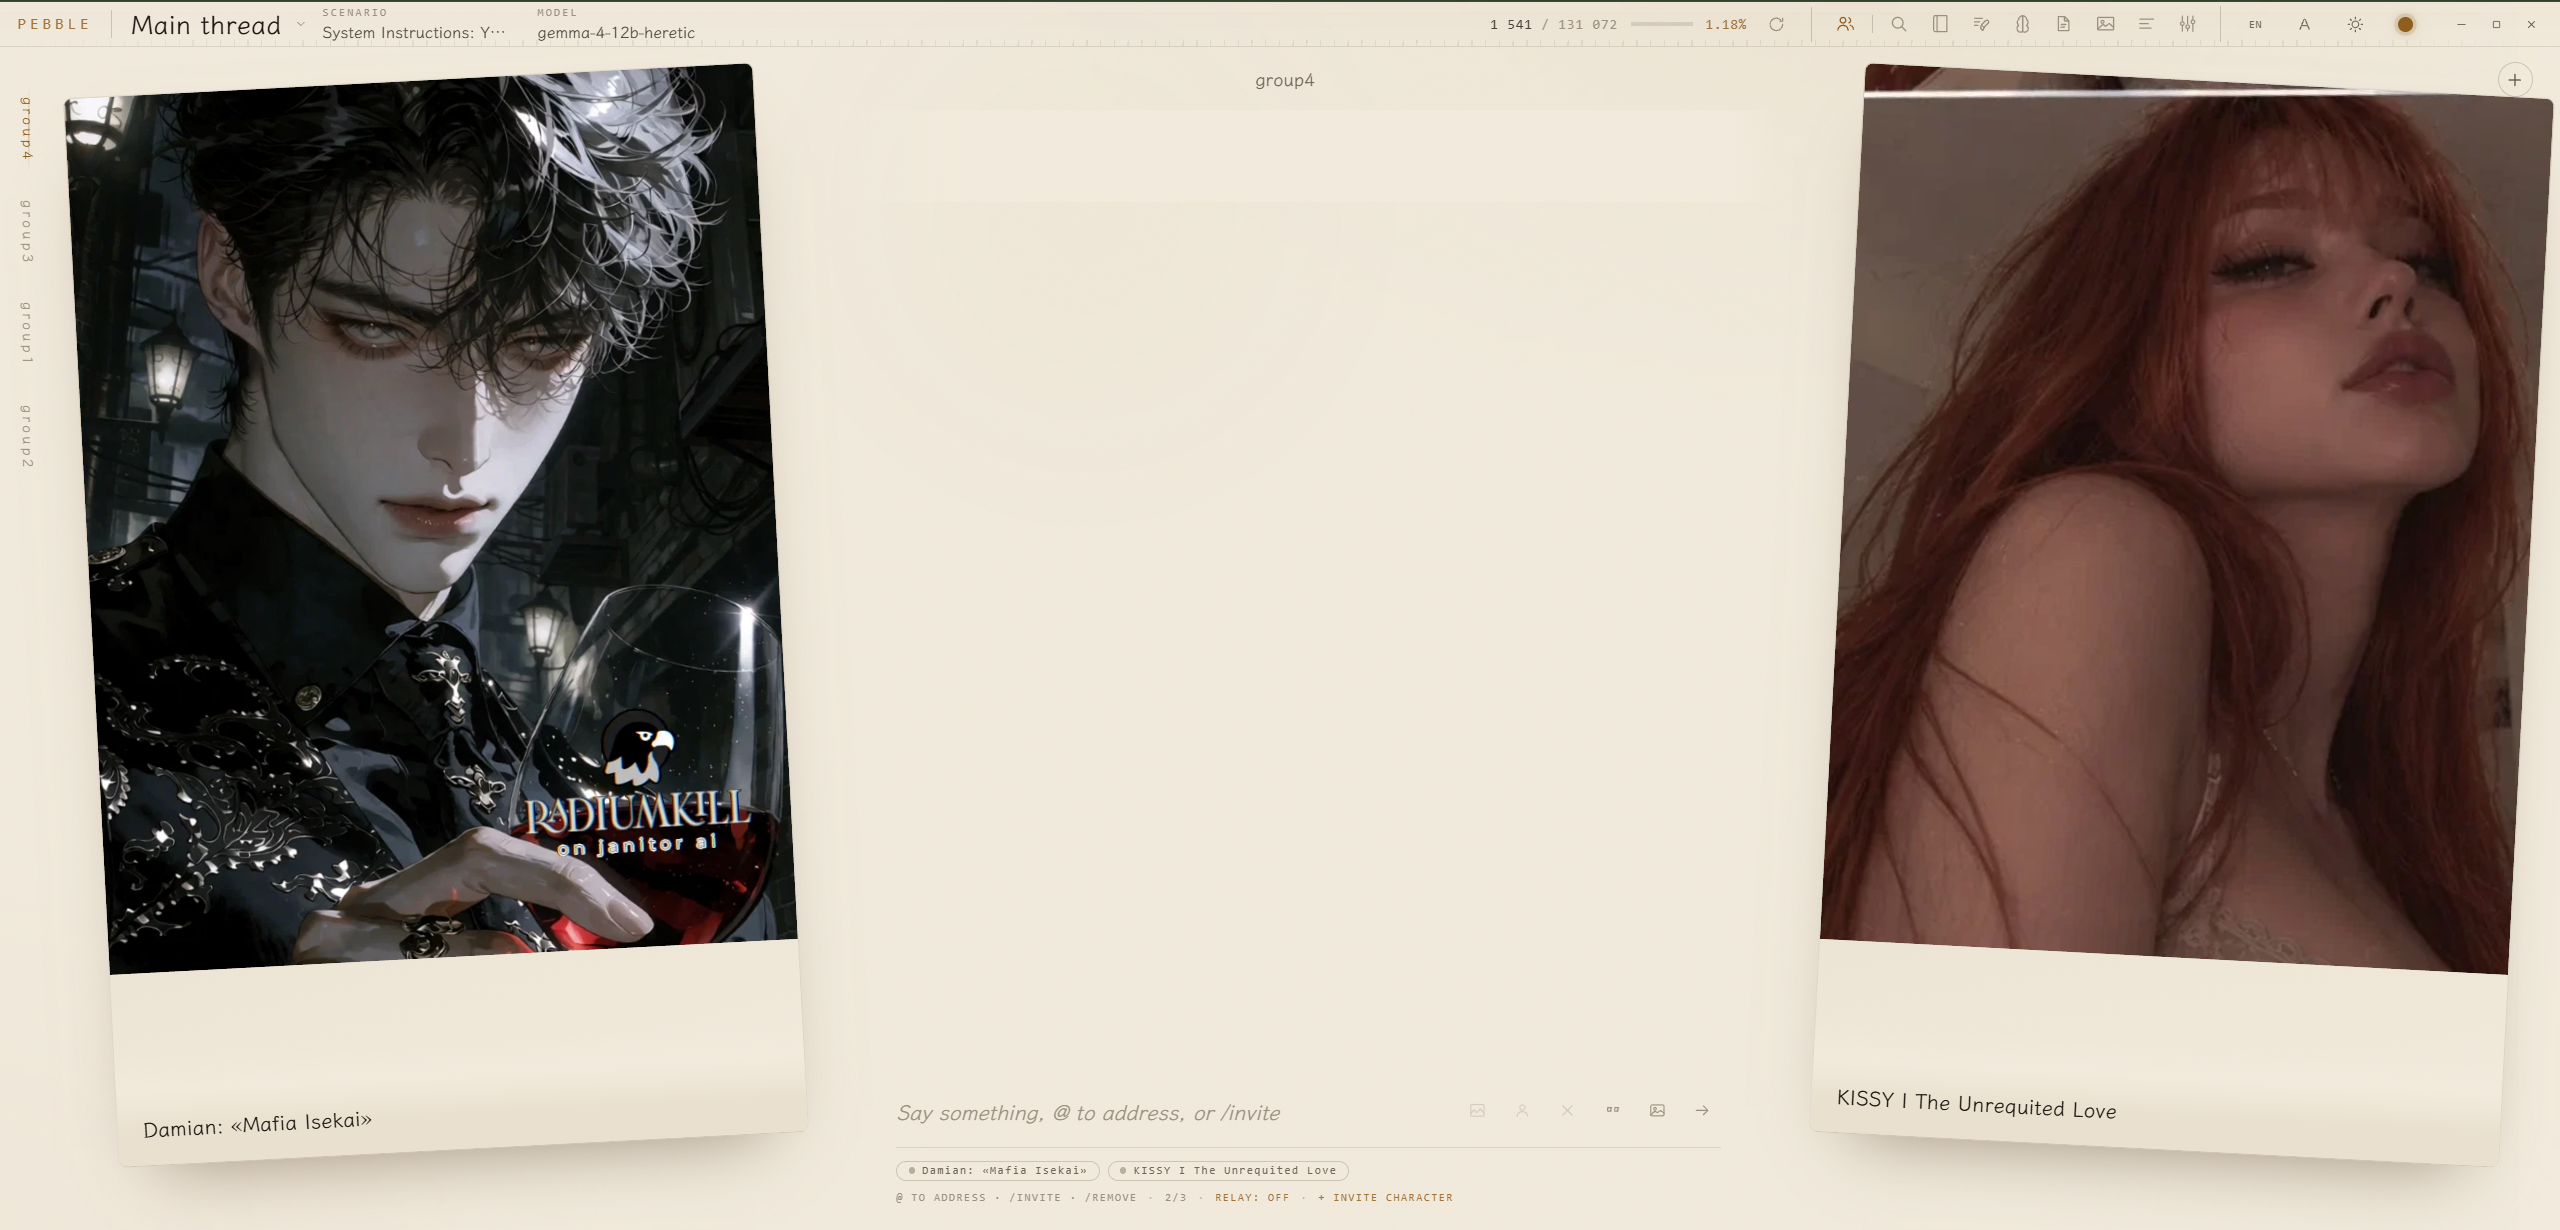 PEBBLE
Main thread
SCENARIO
System Instructions: Y···
MODEL
gemma-4-12b-heretic
1 541 / 131 072
1.18%
EN
A
group4
group3
group1
group2
group4
RADIUMKILL
on janitor ai
Damian: «Mafia Isekai»
KISSY I The Unrequited Love
Say something, @ to address, or /invite
Damian: «Mafia Isekai»
KISSY I The Unrequited Love
@ TO ADDRESS · /INVITE · /REMOVE · 2/3 · RELAY: OFF · + INVITE CHARACTER